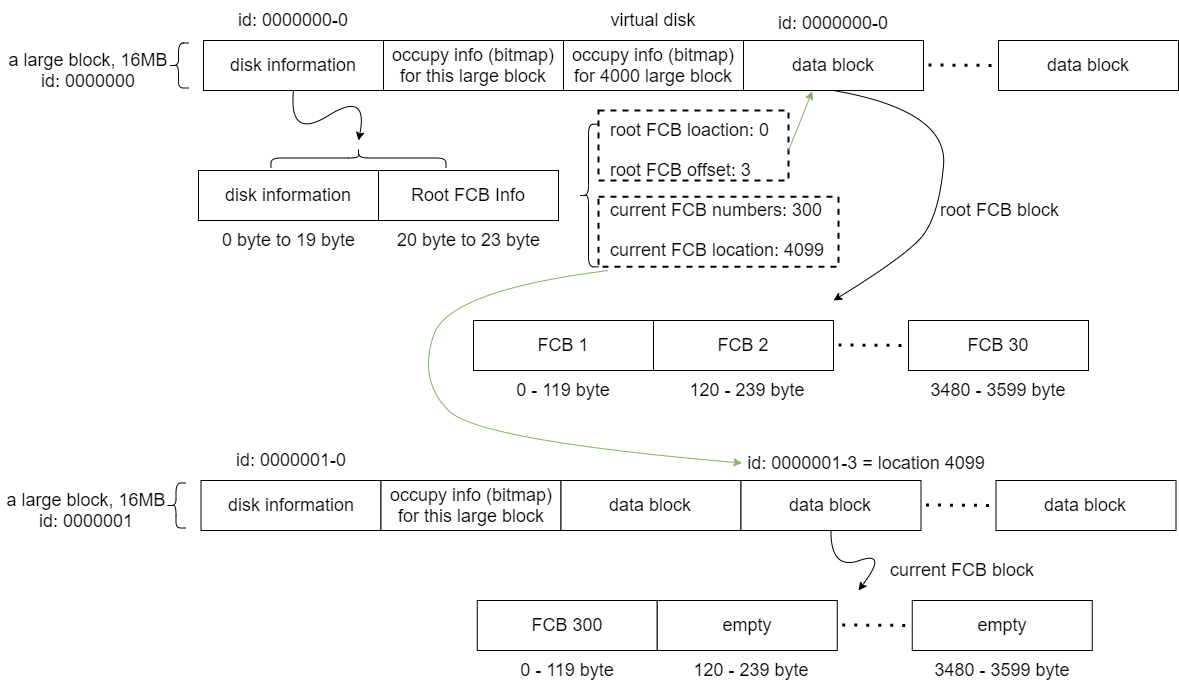 id: 0000000-0
virtual disk
id: 0000000-0
a large block, 16MB
id: 0000000
disk information
occupy info (bitmap)
for this large block
occupy info (bitmap)
for 4000 large block
data block
data block
root FCB loaction: 0
root FCB offset: 3
disk information
Root FCB Info
current FCB numbers: 300
root FCB block
0 byte to 19 byte
20 byte to 23 byte
current FCB location: 4099
FCB 1
FCB 2
FCB 30
0 - 119 byte
120 - 239 byte
3480 - 3599 byte
id: 0000001-0
id: 0000001-3 = location 4099
a large block, 16MB
id: 0000001
disk information
occupy info (bitmap)
for this large block
data block
data block
data block
current FCB block
FCB 300
empty
empty
0 - 119 byte
120 - 239 byte
3480 - 3599 byte